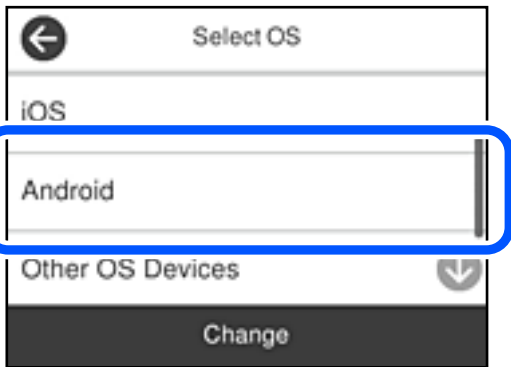 Select OS
iOS
Android
Other OS Devices
Change